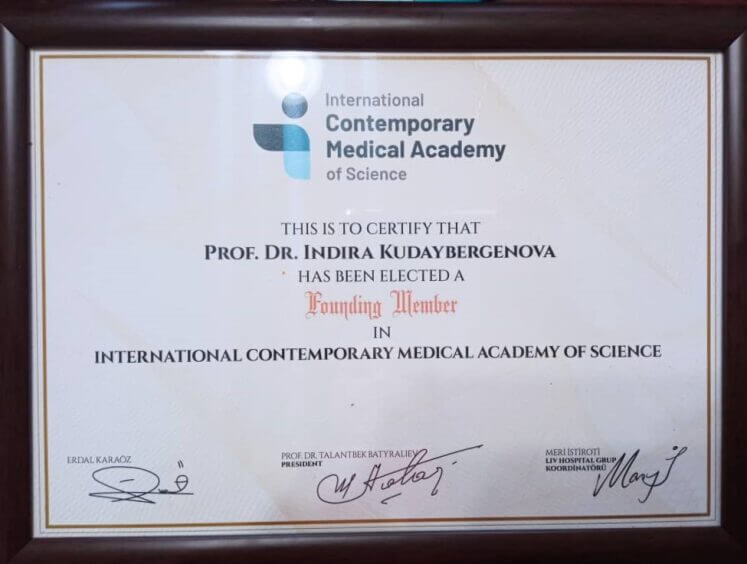 International
Contemporary
Medical Academy
of Science
THIS IS TO CERTIFY THAT
PROF. DR. INDIRA KUDAYBERGENOVA
HAS BEEN ELECTED A
Founding Member
IN
INTERNATIONAL CONTEMPORARY MEDICAL ACADEMY OF SCIENCE
ERDAL KARAÖZ
PROF. DR. TALANTBEK BATYRALIEV
PRESIDENT
MERİ İSTİROTİ
LIV HOSPITAL GRUP
KOORDİNATÖRÜ